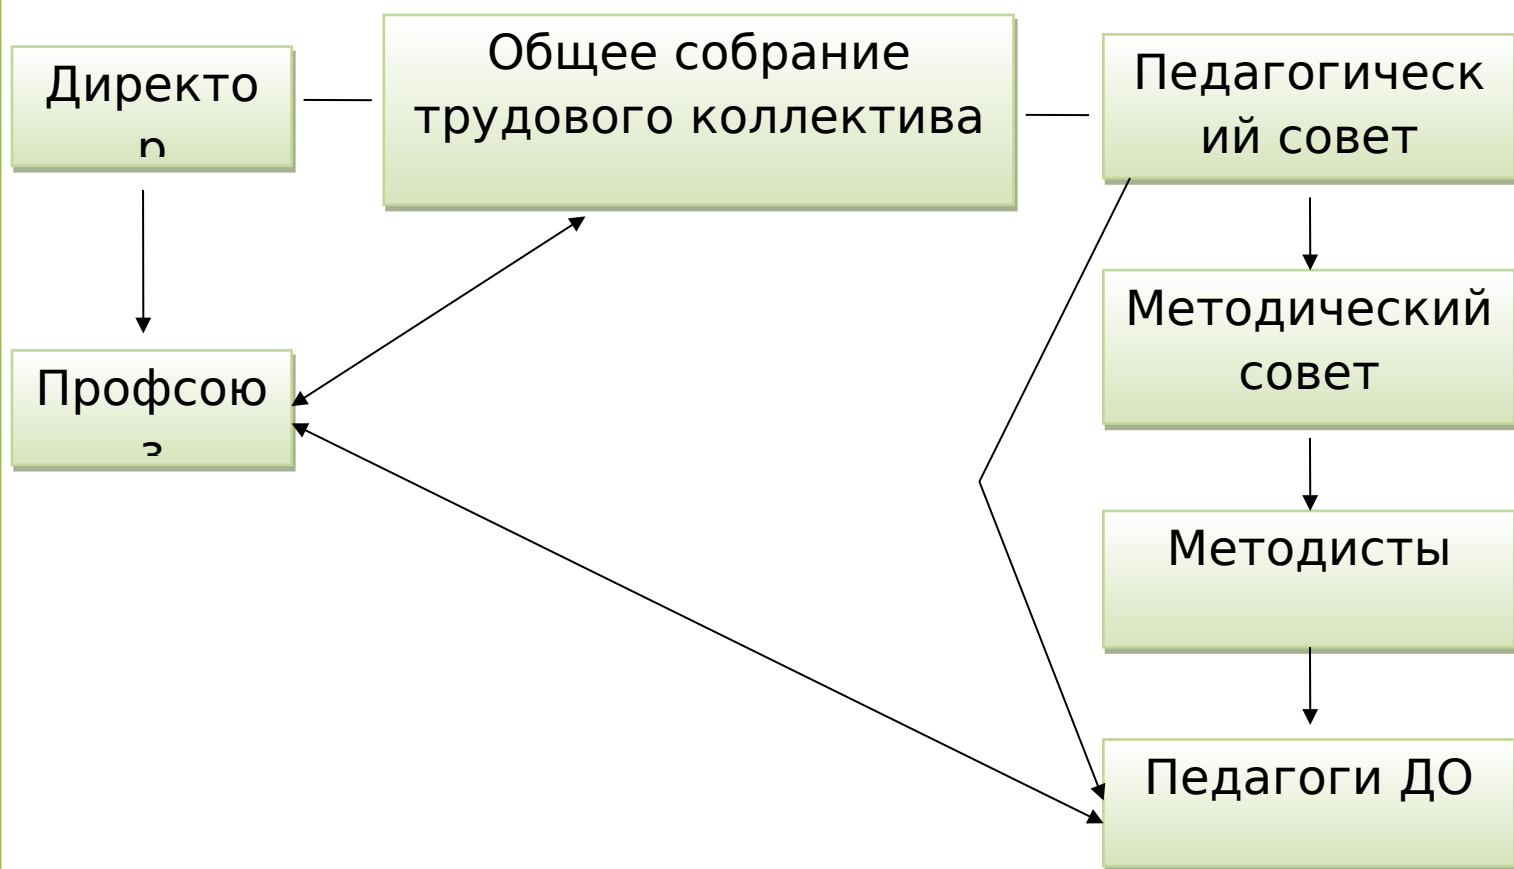 Директо
р
Общее собрание
трудового коллектива
Педагогическ
ий совет
Профсою
з
Методический
совет
Методисты
Педагоги ДО